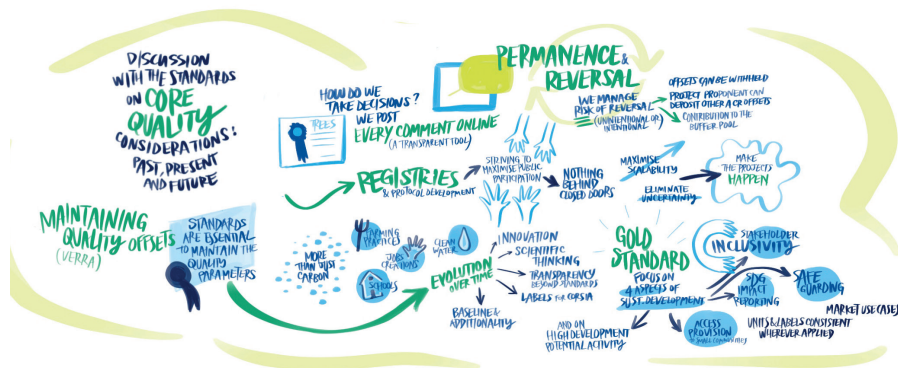 DISCUSSION
WITH THE STANDARDS
ON CORE
QUALITY
CONSIDERATIONS:
PAST, PRESENT
AND FUTURE
MAINTAINING
QUALITY OFFSETS
(VERRA)
STANDARDS
ARE ESSENTIAL
TO MAINTAIN THE
QUALITY
PARAMETERS
HOW DO WE
TAKE DECISIONS?
WE POST
EVERY COMMENT ONLINE
(A TRANSPARENT TOOL)
REGISTRIES
& PROTOCOL DEVELOPMENT
STRIVING TO
MAXIMISE PUBLIC
PARTICIPATION
NOTHING
BEHIND
CLOSED DOORS
PERMANENCE &
REVERSAL
WE MANAGE
RISK OF REVERSAL
(UNINTENTIONAL OR
INTENTIONAL)
OFFSETS CAN BE WITHHELD
PROJECT PROPONENT CAN
DEPOSIT OTHER ACR OFFSETS
CONTRIBUTION TO THE
BUFFER POOL
MAXIMISE
SCALABILITY
ELIMINATE
UNCERTAINTY
MAKE
THE PROJECTS
HAPPEN
MORE
THAN JUST
CARBON
FARMING
PRACTICES
JOBS
CREATIONS
CLEAN
WATER
SCHOOLS
EVOLUTION
OVER TIME
INNOVATION
SCIENTIFIC
THINKING
TRANSPARENCY
BEYOND STANDARDS
LABELS FOR CORSIA
BASELINE &
ADDITIONALITY
GOLD
STANDARD
FOCUS ON
4 ASPECTS OF
SUST. DEVELOPMENT
STAKEHOLDER
INCLUSIVITY
SDG
IMPACT
REPORTING
SAFE
GUARDING
ACCESS
PROVISION
AND ON
HIGH DEVELOPMENT
POTENTIAL ACTIVITY
MARKET USE CASES
UNITS & LABELS CONSISTENT
WHEREVER APPLIED